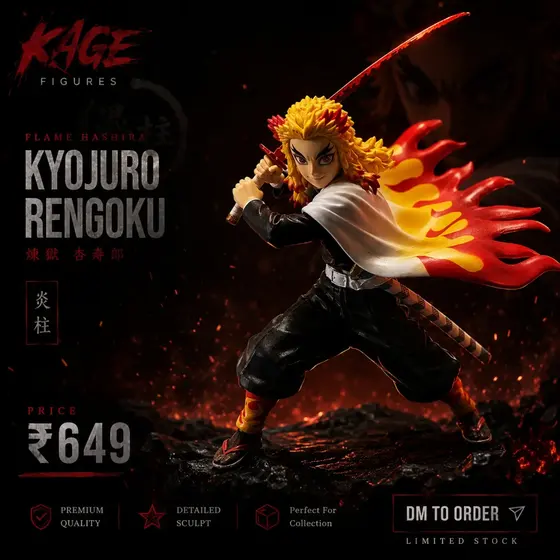 KAGE
FIGURES
FLAME HASHIRA
KYOJURO
RENGOKU
煉獄 杏寿郎
炎柱
PRICE
₹649
PREMIUM
QUALITY
DETAILED
SCULPT
Perfect For
Collection
DM TO ORDER
LIMITED STOCK